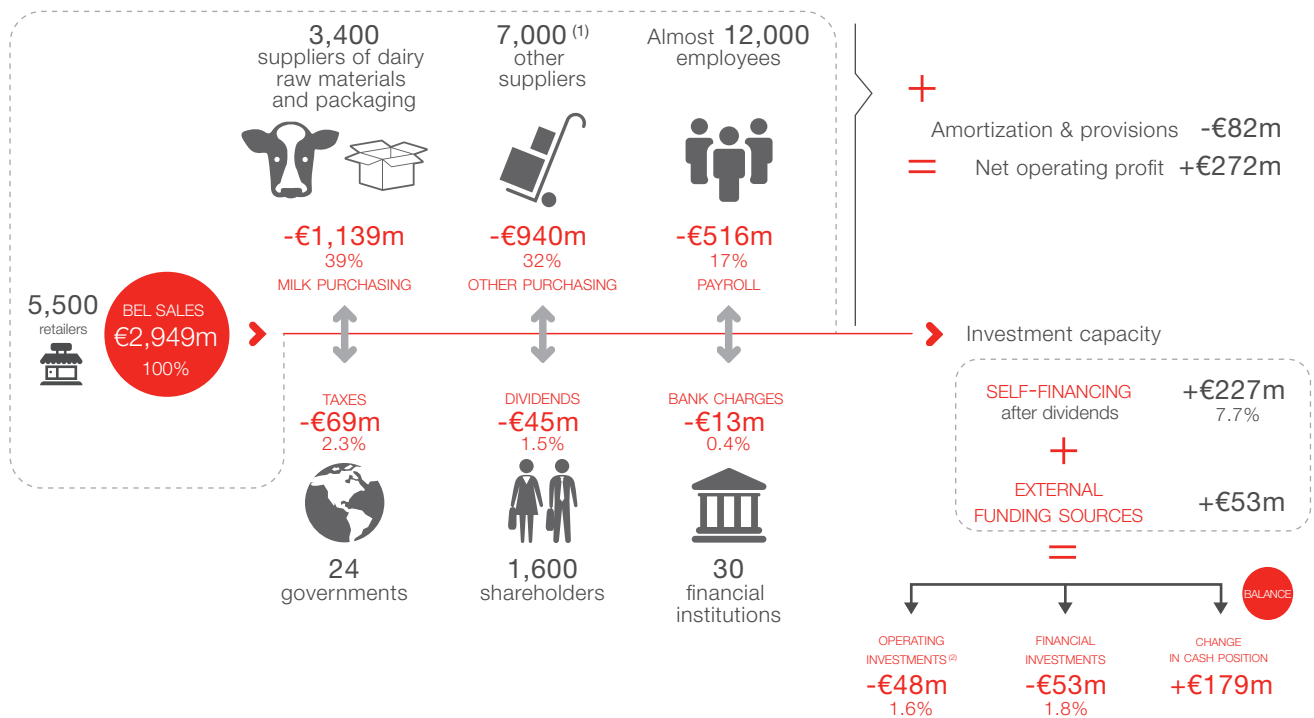 3,400
suppliers of dairy
raw materials
and packaging
7,000 (1)
other
suppliers
Almost 12,000
employees
+
Amortization & provisions -€82m
= Net operating profit +€272m
-€1,139m
39%
MILK PURCHASING
-€940m
32%
OTHER PURCHASING
-€516m
17%
PAYROLL
5,500
retailers
BEL SALES
€2,949m
100%
Investment capacity
TAXES
-€69m
2.3%
24
governments
DIVIDENDS
-€45m
1.5%
1,600
shareholders
BANK CHARGES
-€13m
0.4%
30
financial
institutions
SELF-FINANCING +€227m
after dividends 7.7%
+
EXTERNAL
FUNDING SOURCES +€53m
=
BALANCE
OPERATING
INVESTMENTS (2)
-€48m
1.6%
FINANCIAL
INVESTMENTS
-€53m
1.8%
CHANGE
IN CASH POSITION
+€179m